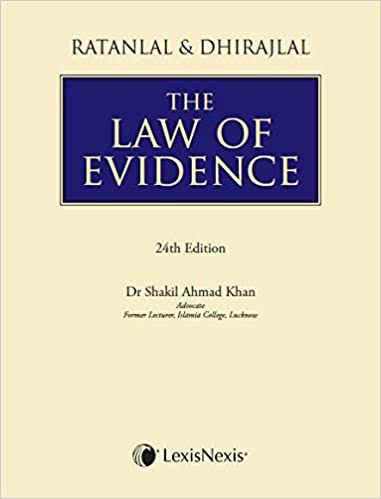 RATANLAL & DHIRAJLAL
THE
LAW OF
EVIDENCE
24th Edition
Dr Shakil Ahmad Khan
Advocate
Former Lecturer, Islamia College, Lucknow
LexisNexis®